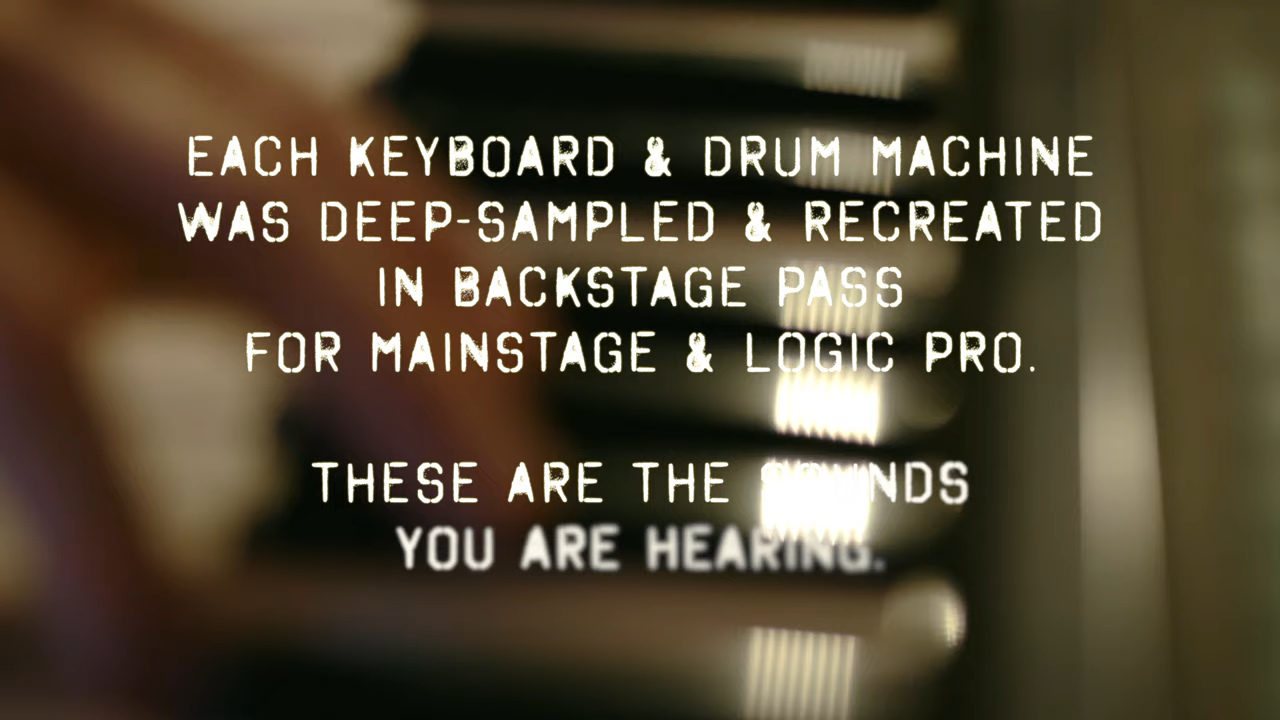 EACH KEYBOARD & DRUM MACHINE
WAS DEEP-SAMPLED & RECREATED
IN BACKSTAGE PASS
FOR MAINSTAGE & LOGIC PRO.
THESE ARE THE SOUNDS
YOU ARE HEARING.